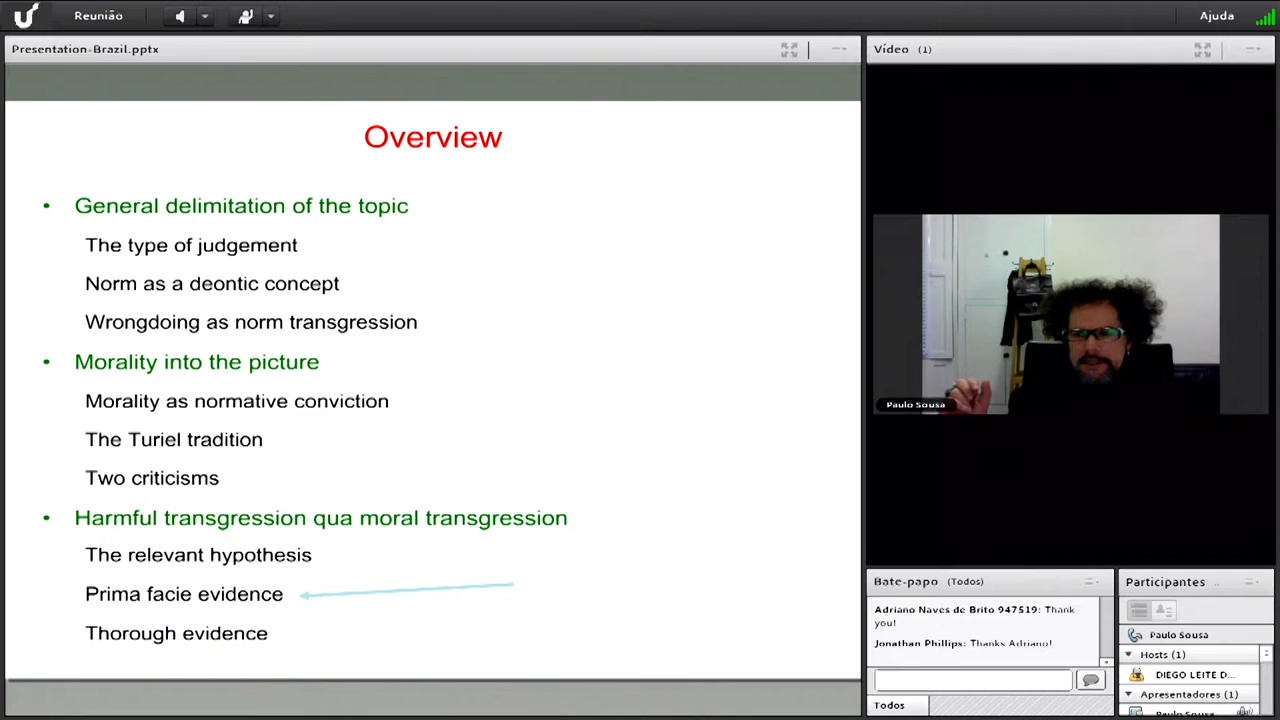 Reunião
Ajuda
Presentation-Brazil.pptx
Overview
• General delimitation of the topic
The type of judgement
Norm as a deontic concept
Wrongdoing as norm transgression
• Morality into the picture
Morality as normative conviction
The Turiel tradition
Two criticisms
• Harmful transgression qua moral transgression
The relevant hypothesis
Prima facie evidence
Thorough evidence
Vídeo (1)
Paulo Sousa
Bate-papo (Todos)
Adriano Naves de Brito 947519: Thank
you!
Jonathan Phillips: Thanks Adriano!
Todos
Participantes ..
Paulo Sousa
Hosts (1)
DIEGO LEITE D...
Apresentadores (1)
Paulo Sousa